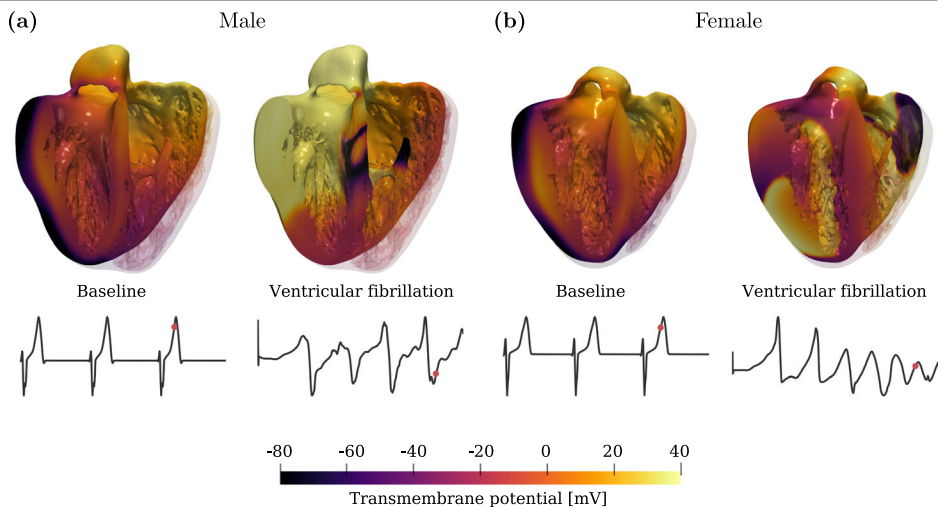 (a) Male
(b) Female
Baseline
Ventricular fibrillation
Baseline
Ventricular fibrillation
-80 -60 -40 -20 0 20 40
Transmembrane potential [mV]